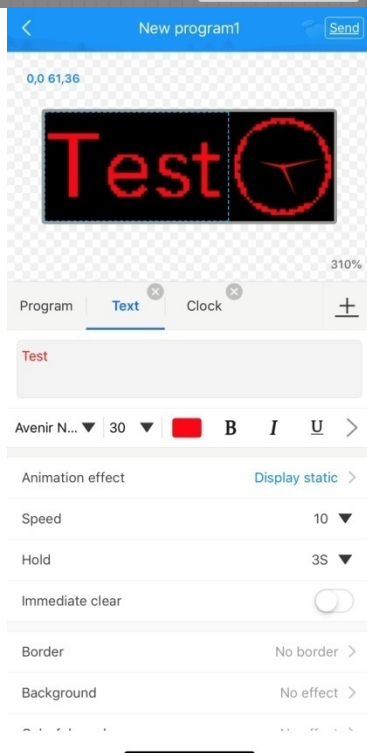 New program1 Send
0,0 61,36
Test
310%
Program Text Clock
Test
Avenir N... 30 B I U
Animation effect Display static
Speed 10
Hold 3S
Immediate clear
Border No border
Background No effect